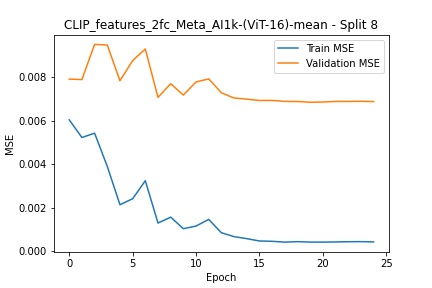 CLIP_features_2fc_Meta_AI1k-(ViT-16)-mean - Split 8
Train MSE
Validation MSE
MSE
0.008
0.006
0.004
0.002
0.000
0 5 10 15 20 25
Epoch